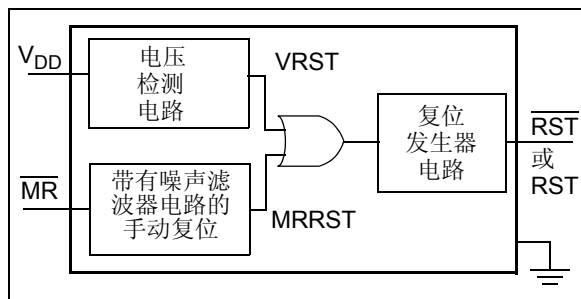 VDD
电压
检测
电路
VRST
MR
带有噪声滤
波器电路的
手动复位
MRRST
复位
发生器
电路
RST
或
RST